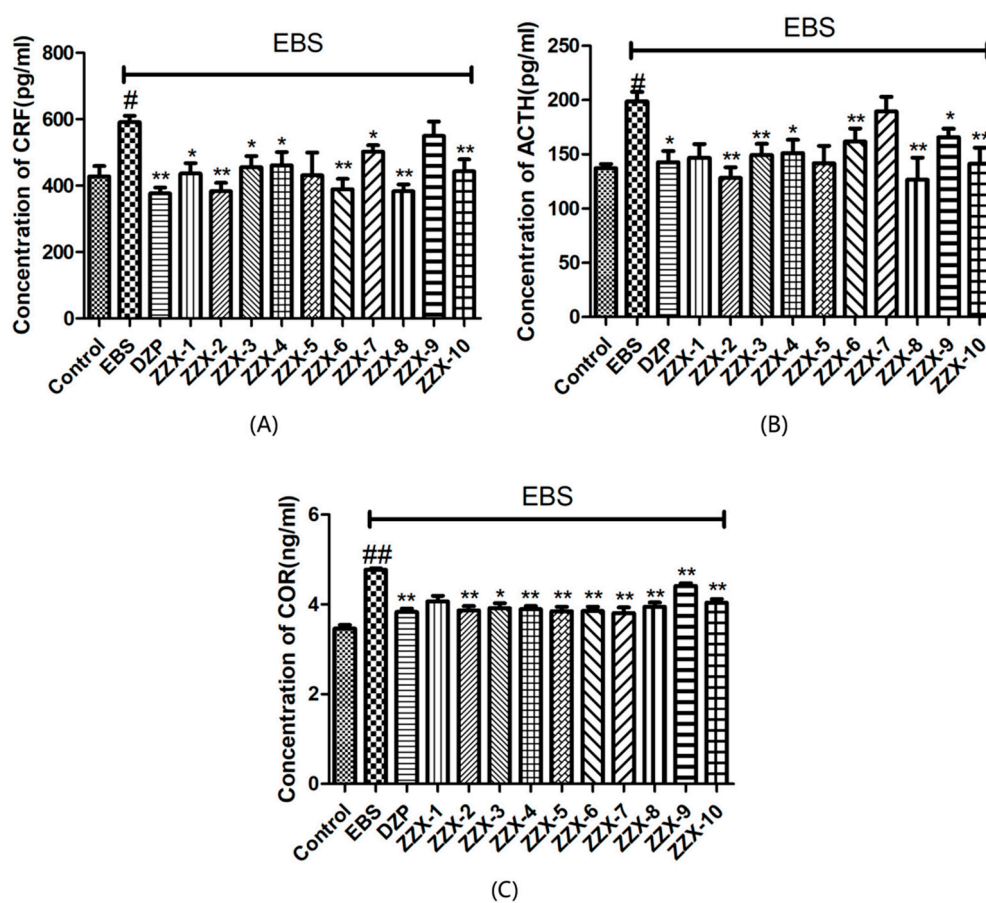 EBS
Concentration of CRF(pg/ml)
800
600
400
200
0
#
**
*
**
*
*
**
*
**
**
Control
EBS
DZP
ZZX-1
ZZX-2
ZZX-3
ZZX-4
ZZX-5
ZZX-6
ZZX-7
ZZX-8
ZZX-9
ZZX-10
(A)
EBS
Concentration of ACTH(pg/ml)
250
200
150
100
50
0
#
*
**
**
*
**
**
*
**
Control
EBS
DZP
ZZX-1
ZZX-2
ZZX-3
ZZX-4
ZZX-5
ZZX-6
ZZX-7
ZZX-8
ZZX-9
ZZX-10
(B)
EBS
Concentration of COR(ng/ml)
6
4
2
0
##
**
**
*
**
**
**
**
**
**
**
Control
EBS
DZP
ZZX-1
ZZX-2
ZZX-3
ZZX-4
ZZX-5
ZZX-6
ZZX-7
ZZX-8
ZZX-9
ZZX-10
(C)